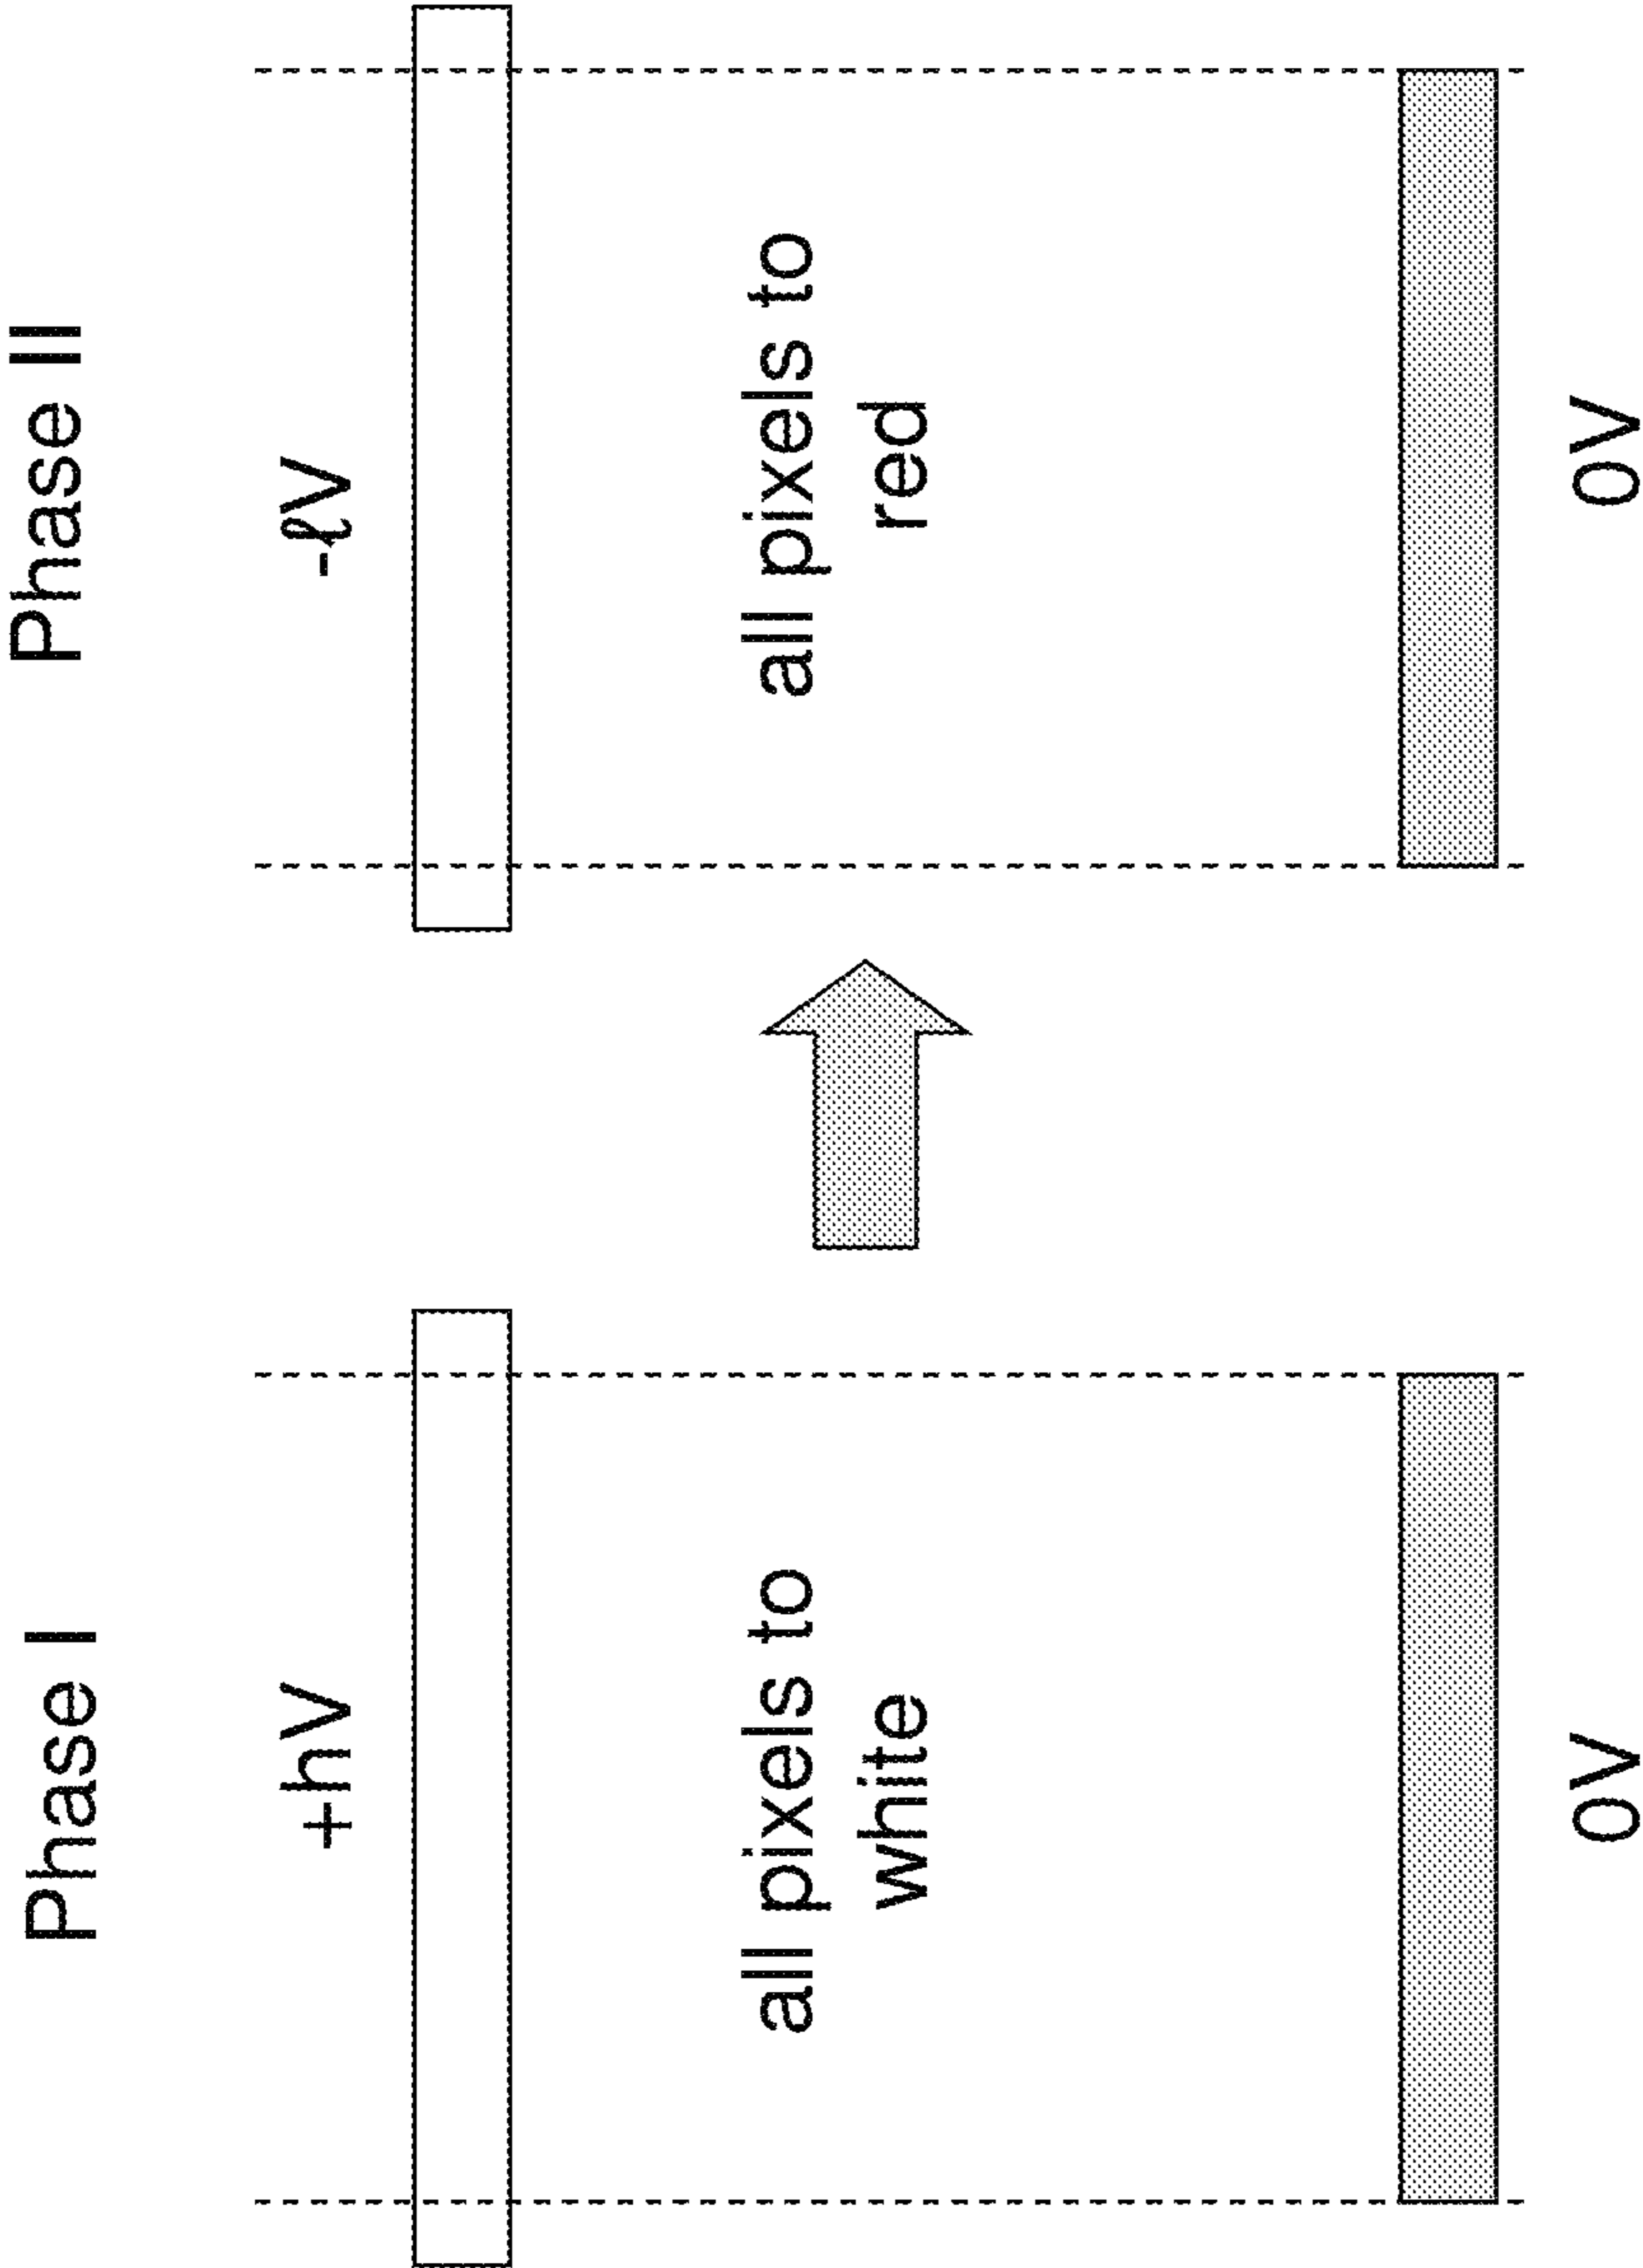 Phase I
+hV
all pixels to
white
0V
Phase II
-ℓV
all pixels to
red
0V